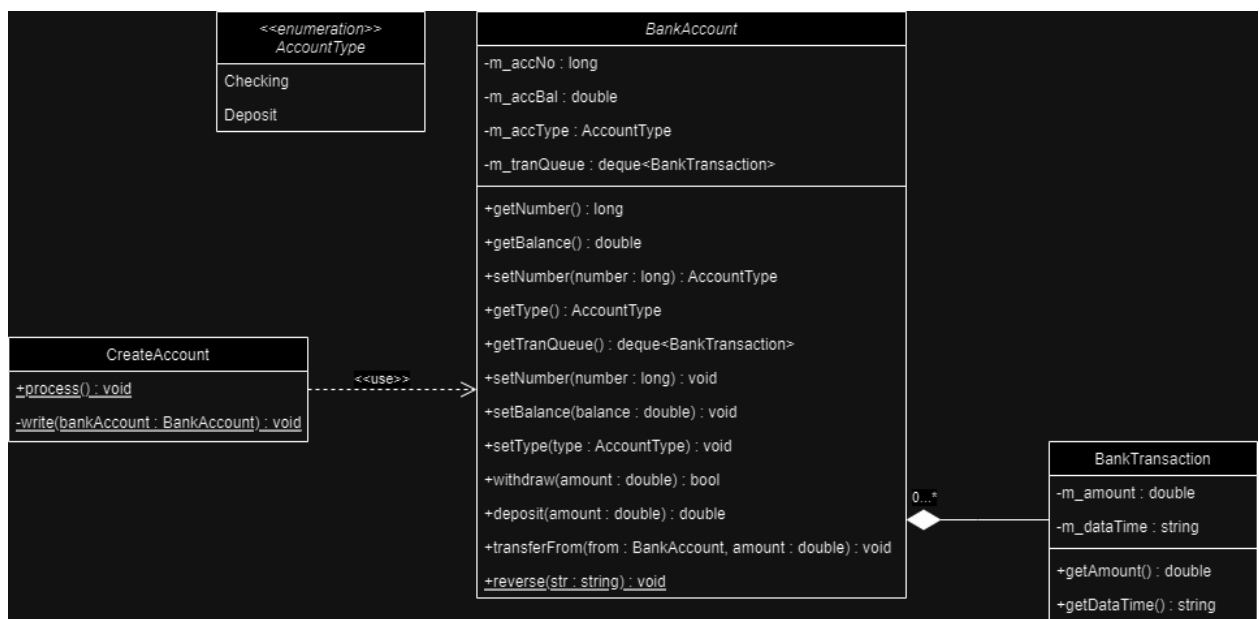 <<enumeration>>
AccountType
Checking
Deposit
BankAccount
-m_accNo : long
-m_accBal : double
-m_accType : AccountType
-m_tranQueue : deque<BankTransaction>
+getNumber() : long
+getBalance() : double
+setNumber(number : long) : AccountType
+getType() : AccountType
+getTranQueue() : deque<BankTransaction>
+setNumber(number : long) : void
+setBalance(balance : double) : void
+setType(type : AccountType) : void
+withdraw(amount : double) : bool
+deposit(amount : double) : double
+transferFrom(from : BankAccount, amount : double) : void
+reverse(str : string) : void
CreateAccount
+process() : void
-write(bankAccount : BankAccount) : void
<<use>>
0...*
BankTransaction
-m_amount : double
-m_dataTime : string
+getAmount() : double
+getDataTime() : string